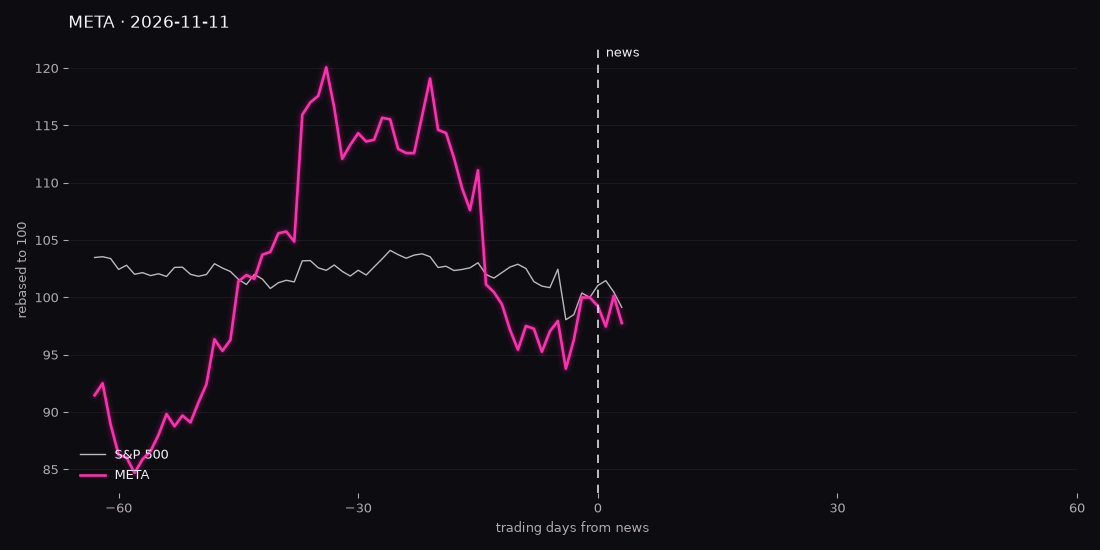 META · 2026-11-11
news
120
115
110
105
100
95
90
85
rebased to 100
S&P 500
META
−60
−30
0
30
60
trading days from news